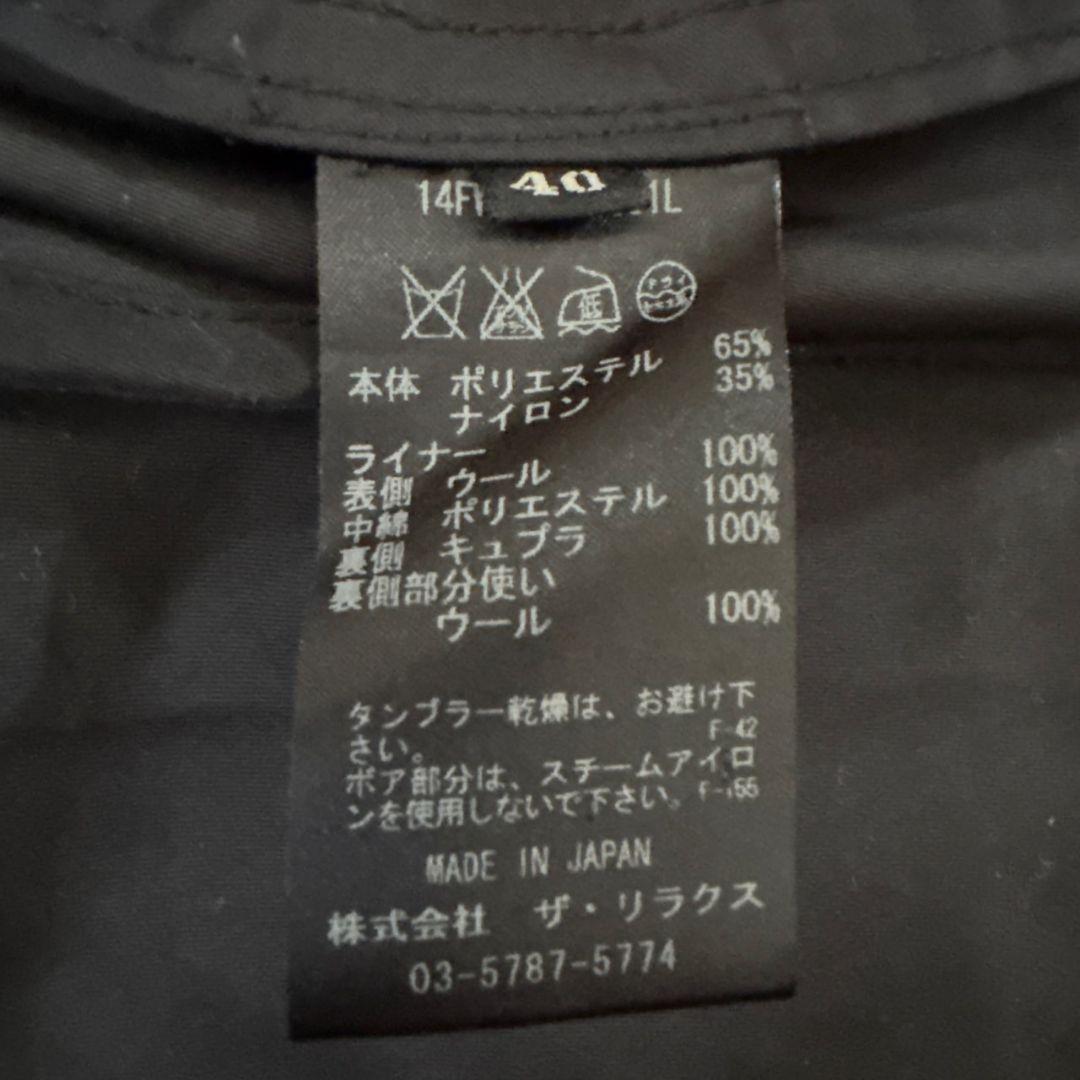 40
14F
1L
低
ドライ
本体 ポリエステル 65%
ナイロン 35%
ライナー
表側 ウール 100%
中綿 ポリエステル 100%
裏側 キュプラ 100%
裏側部分使い
ウール 100%
タンブラー乾燥は、お避け下
さい。 F-42
ボア部分は、スチームアイロ
ンを使用しないで下さい。
MADE IN JAPAN
株式会社 ザ・リラクス
03-5787-5774